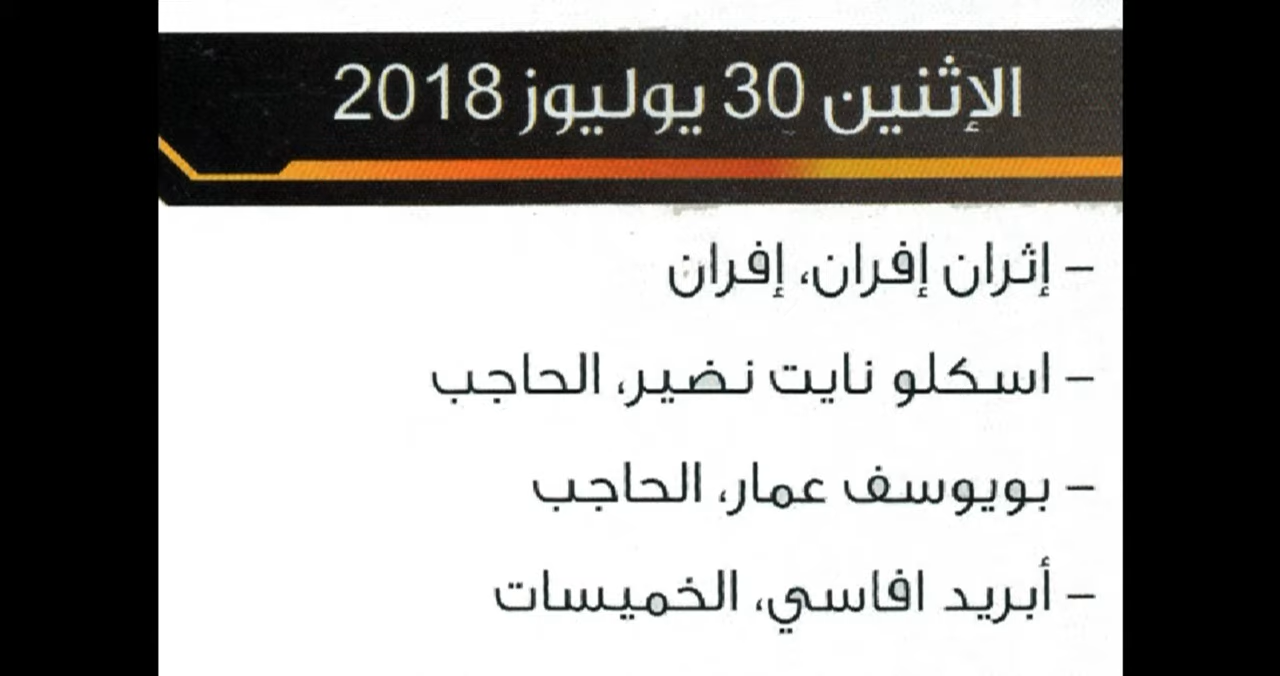 الإثنين 30 يوليوز 2018
– إثران إفران، إفران
– اسكلو نايت نضير، الحاجب
– بويوسف عمار، الحاجب
– أبريد افاسي، الخميسات